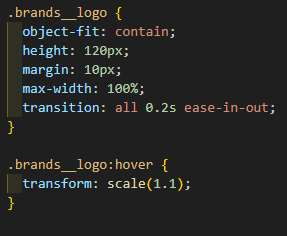 .brands__logo {
object-fit: contain;
height: 120px;
margin: 10px;
max-width: 100%;
transition: all 0.2s ease-in-out;
}
.brands__logo:hover {
transform: scale(1.1);
}